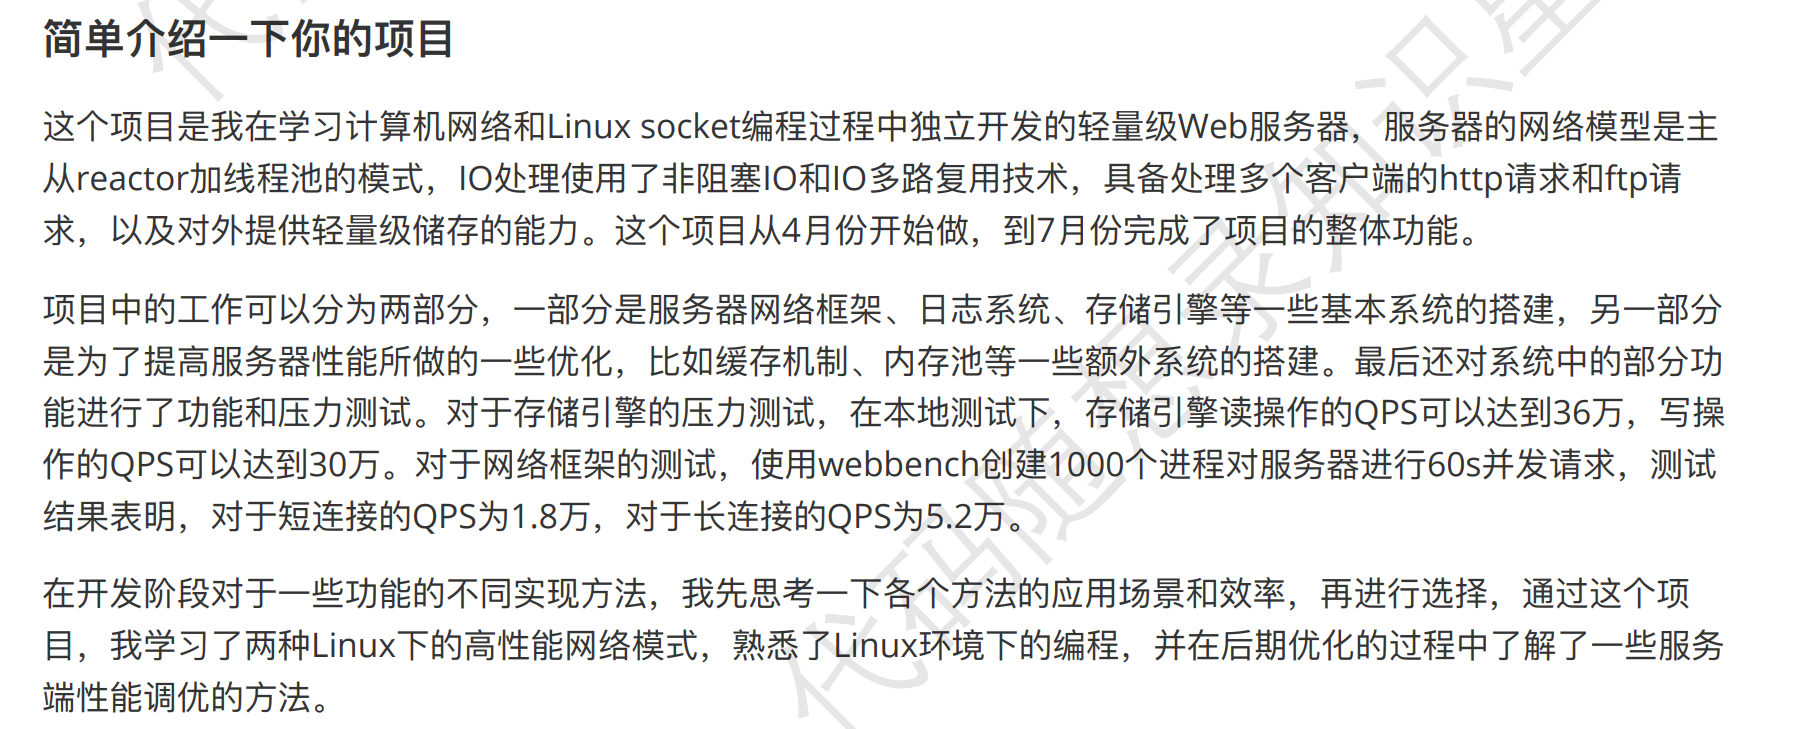 简单介绍一下你的项目
这个项目是我在学习计算机网络和Linux socket编程过程中独立开发的轻量级Web服务器，服务器的网络模型是主
从reactor加线程池的模式，IO处理使用了非阻塞IO和IO多路复用技术，具备处理多个客户端的http请求和ftp请
求，以及对外提供轻量级储存的能力。这个项目从4月份开始做，到7月份完成了项目的整体功能。
项目中的工作可以分为两部分，一部分是服务器网络框架、日志系统、存储引擎等一些基本系统的搭建，另一部分
是为了提高服务器性能所做的一些优化，比如缓存机制、内存池等一些额外系统的搭建。最后还对系统中的部分功
能进行了功能和压力测试。对于存储引擎的压力测试，在本地测试下，存储引擎读操作的QPS可以达到36万，写操
作的QPS可以达到30万。对于网络框架的测试，使用webbench创建1000个进程对服务器进行60s并发请求，测试
结果表明，对于短连接的QPS为1.8万，对于长连接的QPS为5.2万。
在开发阶段对于一些功能的不同实现方法，我先思考一下各个方法的应用场景和效率，再进行选择，通过这个项
目，我学习了两种Linux下的高性能网络模式，熟悉了Linux环境下的编程，并在后期优化的过程中了解了一些服务
端性能调优的方法。
代码随想录知识星
代